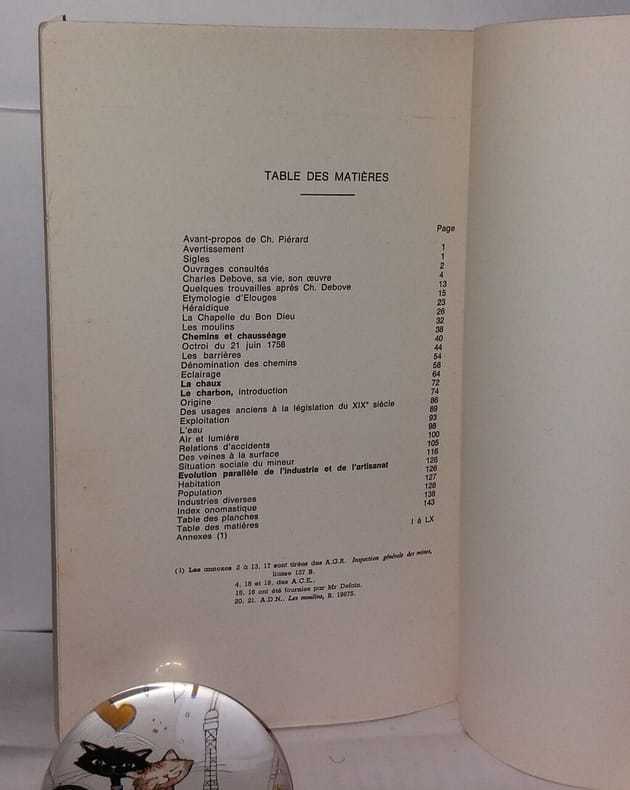 TABLE DES MATIÈRES
Page
Avant-propos de Ch. Piérard
Avertissement
Sigles
Ouvrages consultés
Charles Debove, sa vie, son œuvre
Quelques trouvailles après Ch. Debove
Etymologie d'Elouges
Héraldique
La Chapelle du Bon Dieu
Les moulins
Chemins et chausséage
Octroi du 21 juin 1758
Les barrières
Dénomination des chemins
Eclairage
La chaux
Le charbon, introduction
Origine
Des usages anciens à la législation du XIXe siècle
Exploitation
L'eau
Air et lumière
Relations d'accidents
Des veines à la surface
Situation sociale du mineur
Evolution parallèle de l'industrie et de l'artisanat
Habitation
Population
Industries diverses
Index onomastique
Table des planches
Table des matières
Annexes (1)
1
1
2
4
13
15
23
26
32
38
40
44
54
58
64
72
74
86
89
93
98
100
105
116
126
126
127
128
138
143
I à LX
(1) Les annexes 2 à 13, 17 sont tirées des A.G.R. Inspection générale des mines,
liasse 137 B.
4, 18 et 19, des A.C.E.
15, 16 ont été fournies par Mr Defoin.
20, 21. A.D.N. Les moulins, B. 19675.